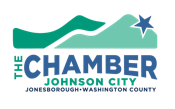 THE
CHAMBER
JOHNSON CITY
JONESBOROUGH•WASHINGTON COUNTY